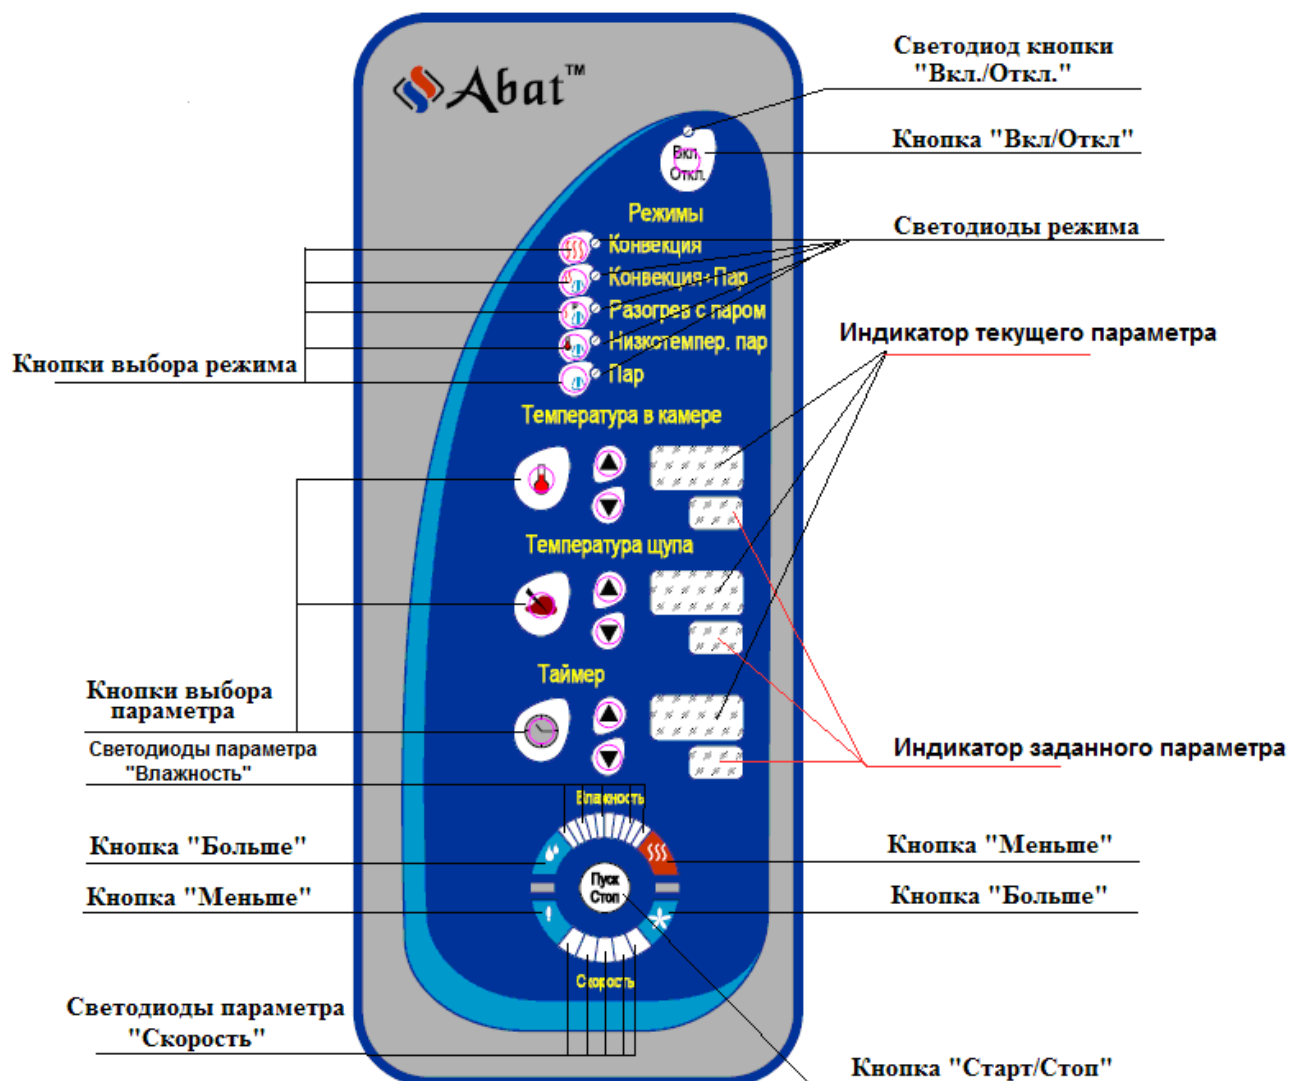 Abat™
Светодиод кнопки
"Вкл./Откл."
Кнопка "Вкл/Откл"
Вкл.
Откл.
Режимы
Светодиоды режима
Конвекция
Конвекция+Пар
Разогрев с паром
Низкотемпер. пар
Пар
Кнопки выбора режима
Индикатор текущего параметра
Температура в камере
Температура щупа
Таймер
Кнопки выбора
параметра
Светодиоды параметра
"Влажность"
Индикатор заданного параметра
Влажность
Кнопка "Больше"
Кнопка "Меньше"
Пуск
Стоп
Кнопка "Меньше"
Кнопка "Больше"
Скорость
Светодиоды параметра
"Скорость"
Кнопка "Старт/Стоп"